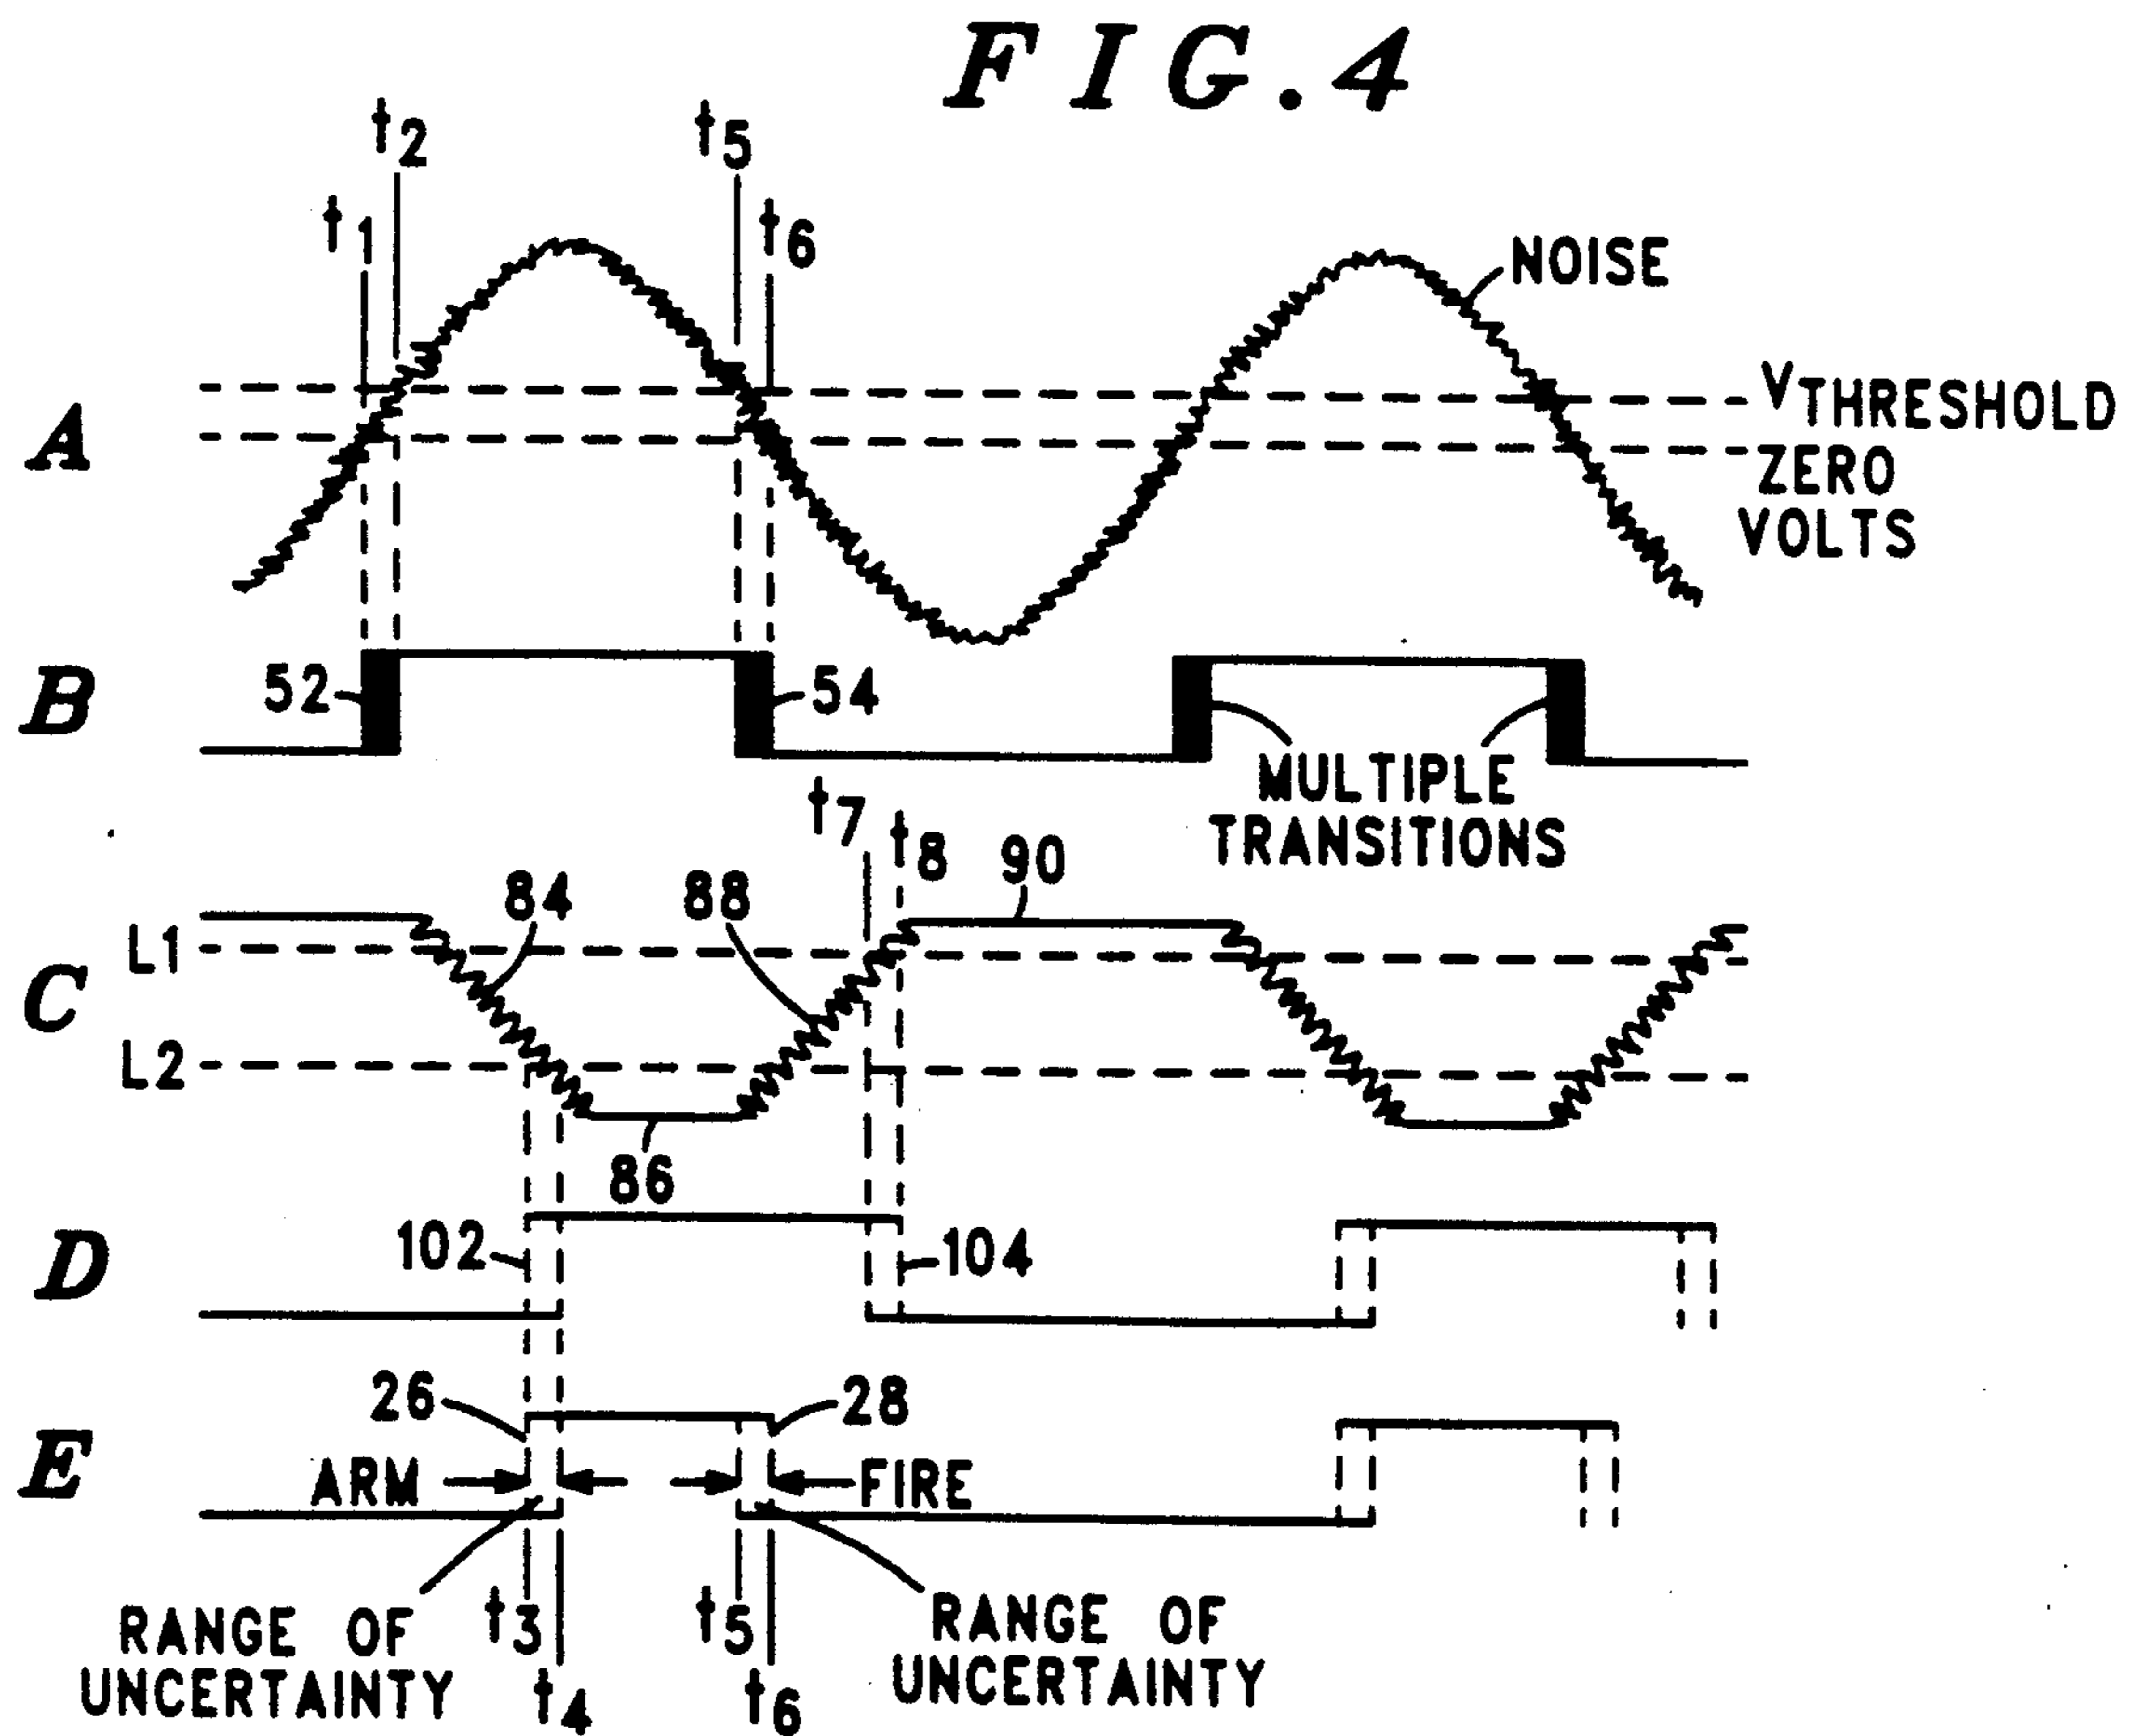 FIG. 4
t2
t5
t1
t6
NOISE
A
VTHRESHOLD
ZERO
VOLTS
B
52
54
MULTIPLE
TRANSITIONS
t7
t8
90
84
88
L1
C
L2
86
D
102
104
26
28
E
ARM
FIRE
RANGE OF
UNCERTAINTY
t3
t4
t5
t6
RANGE OF
UNCERTAINTY